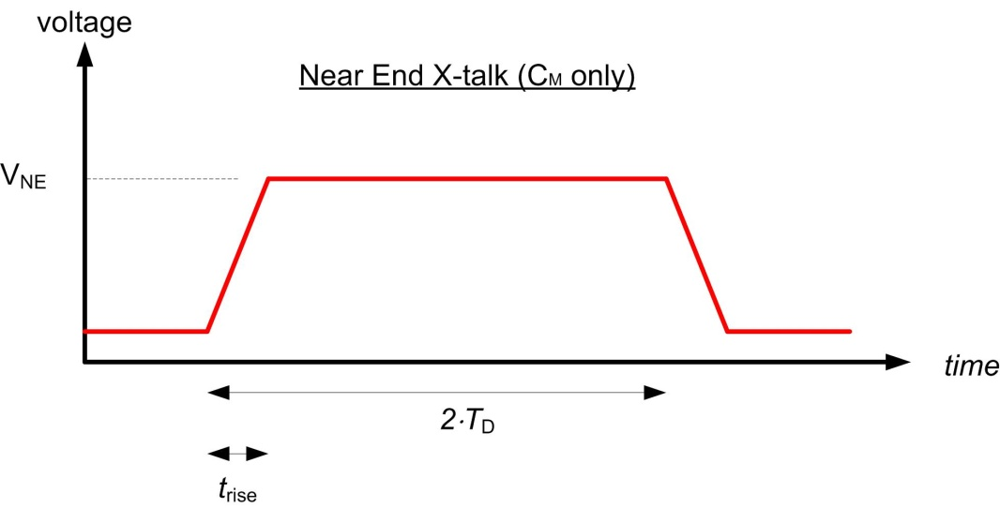 voltage
Near End X-talk (CM only)
VNE
time
2·TD
trise